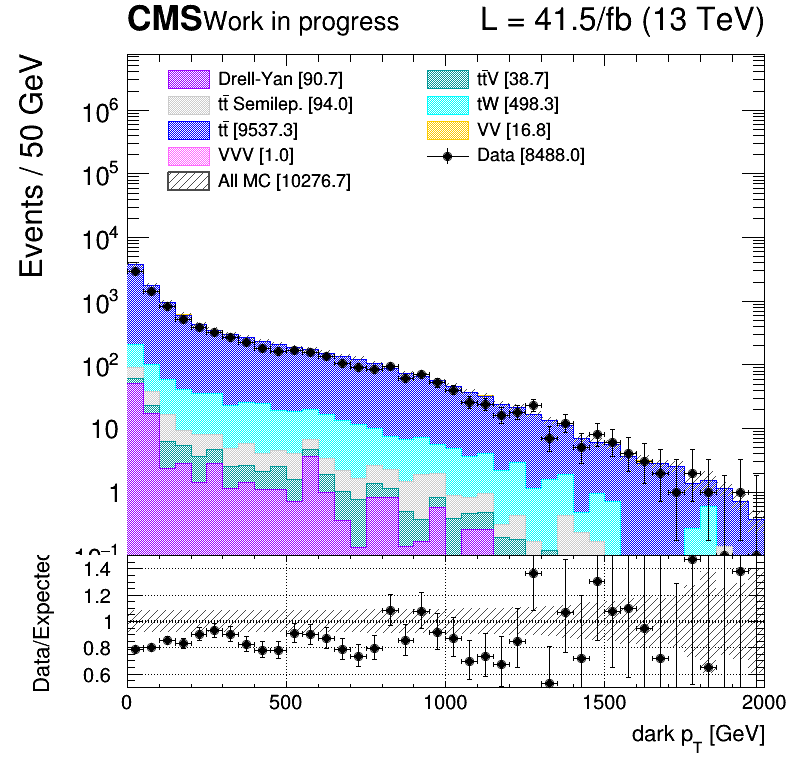 CMS Work in progress L = 41.5/fb (13 TeV)
Events / 50 GeV
Drell-Yan [90.7] tt̄V [38.7]
tt̄ Semilep. [94.0] tW [498.3]
tt̄ [9537.3] VV [16.8]
VVV [1.0] Data [8488.0]
All MC [10276.7]
10⁶
10⁵
10⁴
10³
10²
10
1
10⁻¹
Data/Expected
1.4
1.2
1
0.8
0.6
0 500 1000 1500 2000
dark p_T [GeV]